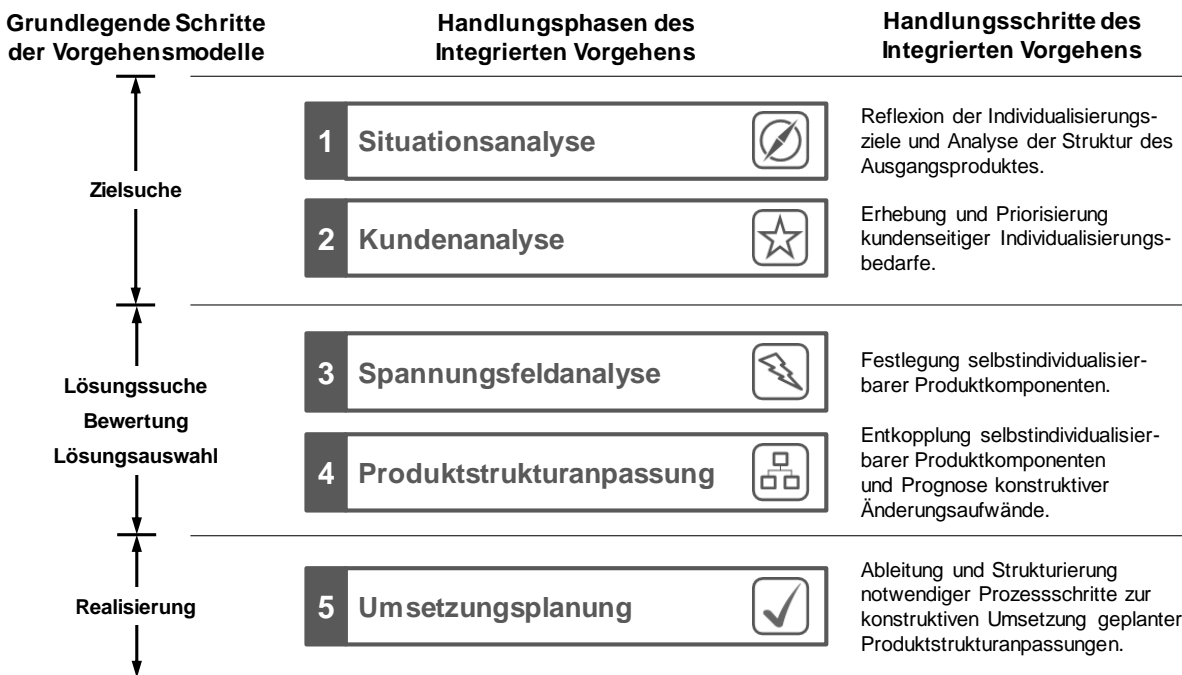 Grundlegende Schritte
der Vorgehensmodelle
Handlungsphasen des
Integrierten Vorgehens
Handlungsschritte des
Integrierten Vorgehens
Zielsuche
1 Situationsanalyse
Reflexion der Individualisierungs-
ziele und Analyse der Struktur des
Ausgangsproduktes.
2 Kundenanalyse
Erhebung und Priorisierung
kundenseitiger Individualisierungs-
bedarfe.
Lösungssuche
Bewertung
Lösungsauswahl
3 Spannungsfeldanalyse
Festlegung selbstindividualisier-
barer Produktkomponenten.
4 Produktstrukturanpassung
Entkopplung selbstindividualisier-
barer Produktkomponenten
und Prognose konstruktiver
Änderungsaufwände.
Realisierung
5 Umsetzungsplanung
Ableitung und Strukturierung
notwendiger Prozessschritte zur
konstruktiven Umsetzung geplanter
Produktstrukturanpassungen.